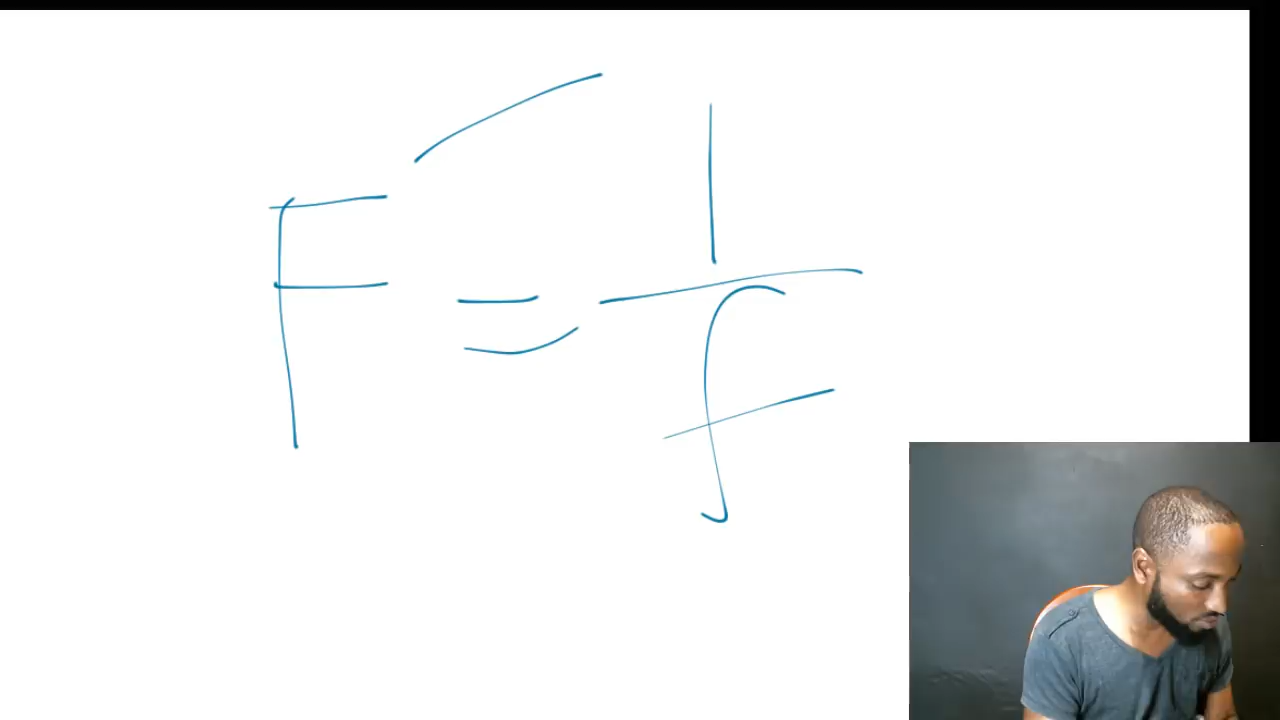 F = 1/f